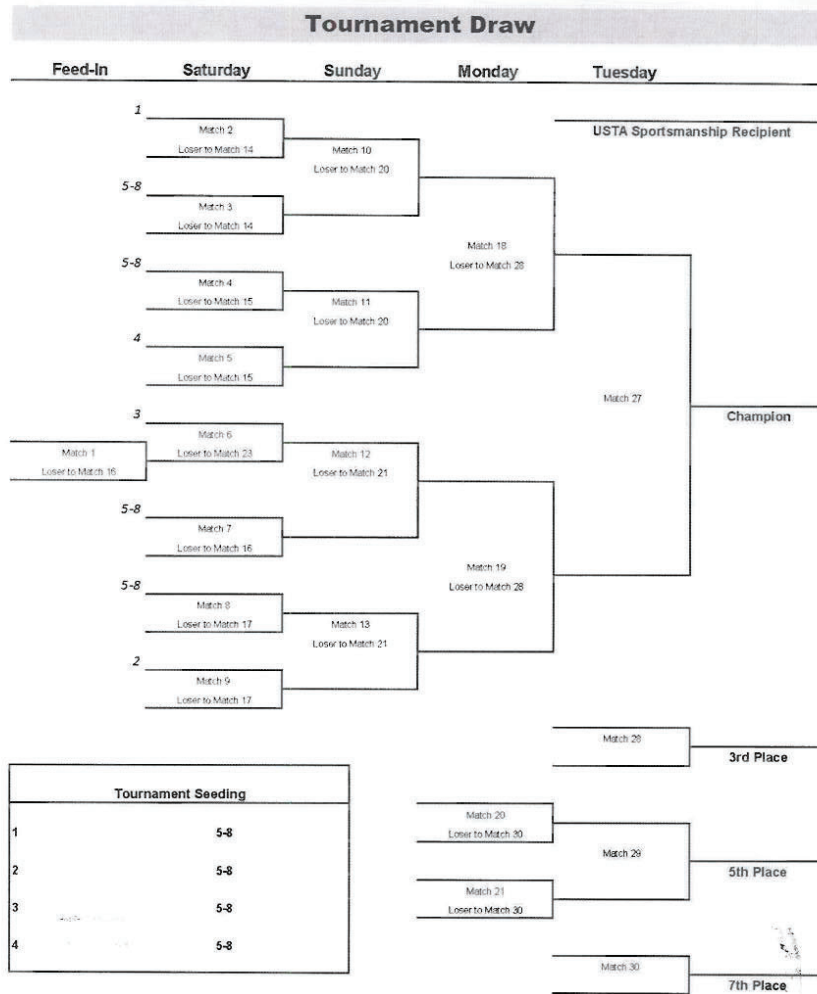 Tournament Draw
Feed-In Saturday Sunday Monday Tuesday
1
USTA Sportsmanship Recipient
Match 2
Loser to Match 14
Match 10
Loser to Match 20
5-8
Match 3
Loser to Match 14
Match 18
Loser to Match 28
5-8
Match 4
Loser to Match 15
Match 11
Loser to Match 20
4
Match 5
Loser to Match 15
Match 27
Champion
3
Match 6
Loser to Match 23
Match 1
Loser to Match 16
Match 12
Loser to Match 21
5-8
Match 7
Loser to Match 16
Match 19
Loser to Match 28
5-8
Match 8
Loser to Match 17
Match 13
Loser to Match 21
2
Match 9
Loser to Match 17
Match 28
3rd Place
Tournament Seeding
1 5-8
2 5-8
3 5-8
4 5-8
Match 20
Loser to Match 30
Match 29
5th Place
Match 21
Loser to Match 30
Match 30
7th Place